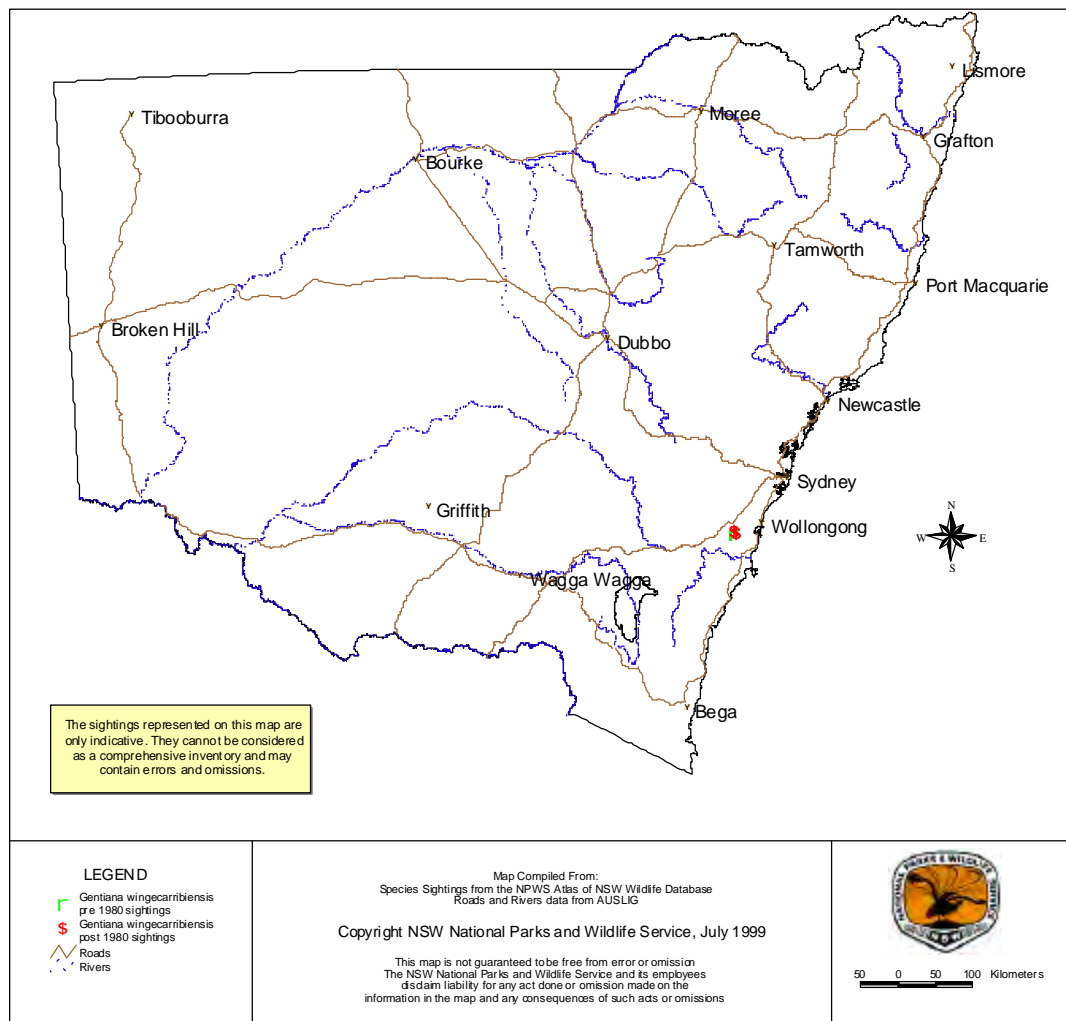 Lismore
Tibooburra
Moree
Grafton
Bourke
Tamworth
Port Macquarie
Broken Hill
Dubbo
Newcastle
Sydney
Griffith
Wollongong
N
W E
S
Wagga Wagga
Bega
The sightings represented on this map are
only indicative. They cannot be considered
as a comprehensive inventory and may
contain errors and omissions.
LEGEND
Gentiana wingecarribiensis
pre 1980 sightings
$ Gentiana wingecarribiensis
post 1980 sightings
Roads
Rivers
Map Compiled From:
Species Sightings from the NPWS Atlas of NSW Wildlife Database
Roads and Rivers data from AUSLIG
Copyright NSW National Parks and Wildlife Service, July 1999
This map is not guaranteed to be free from error or omission
The NSW National Parks and Wildlife Service and its employees
disclaim liability for any act done or omission made on the
information in the map and any consequences of such acts or omissions
NATIONAL PARKS & WILDLIFE SERVICE
50 0 50 100 Kilometers